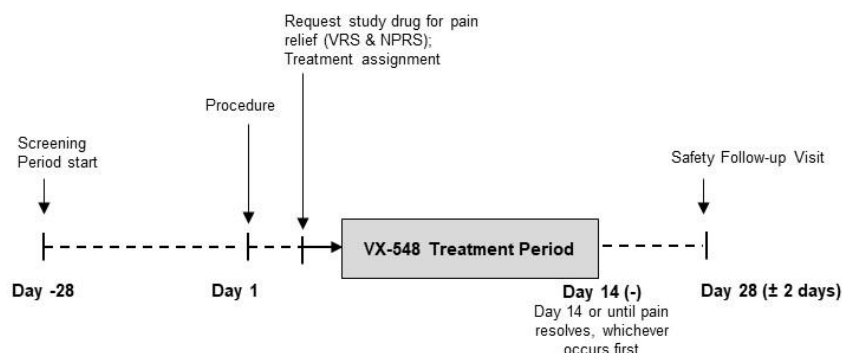 Request study drug for pain
relief (VRS & NPRS);
Treatment assignment
Procedure
Screening
Period start
Safety Follow-up Visit
VX-548 Treatment Period
Day -28
Day 1
Day 14 (-)
Day 28 (± 2 days)
Day 14 or until pain
resolves, whichever
occurs first